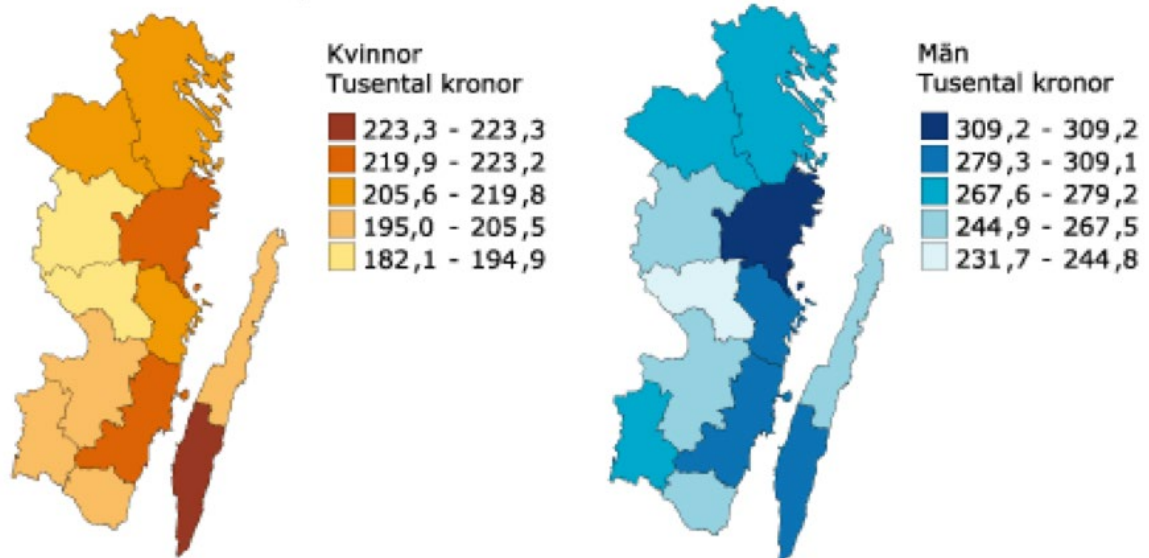 Kvinnor
Tusental kronor
223,3 - 223,3
219,9 - 223,2
205,6 - 219,8
195,0 - 205,5
182,1 - 194,9
Män
Tusental kronor
309,2 - 309,2
279,3 - 309,1
267,6 - 279,2
244,9 - 267,5
231,7 - 244,8